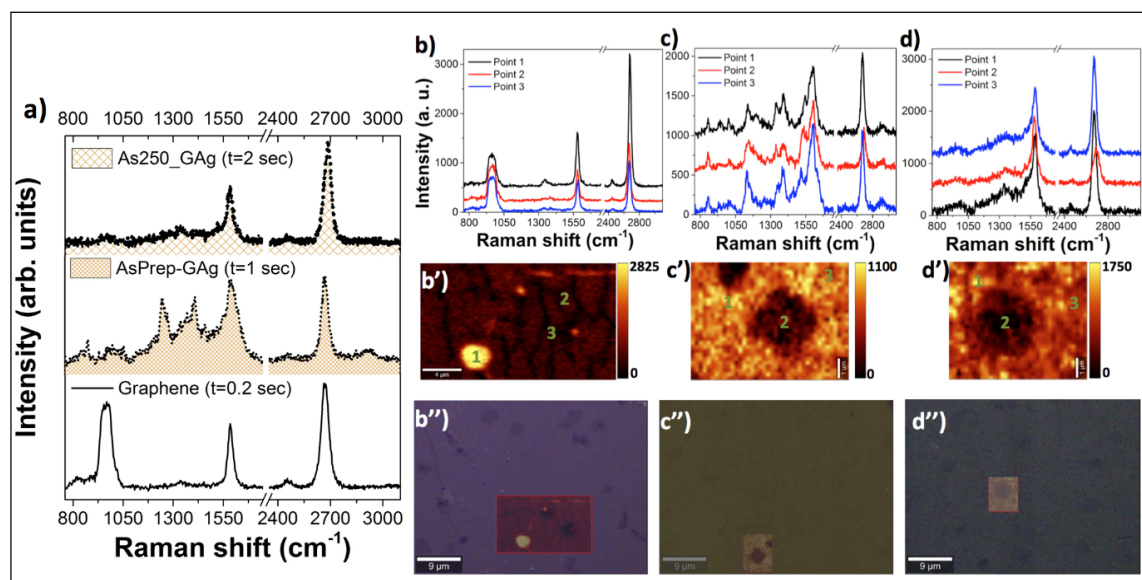 a)
800 1050 1300 1550 2400 2700 3000
As250_GAg (t=2 sec)
AsPrep-GAg (t=1 sec)
Graphene (t=0.2 sec)
Intensity (arb. units)
800 1050 1300 1550 2400 2700 3000
Raman shift (cm⁻¹)
b)
Point 1
Point 2
Point 3
3000
2000
1000
0
Intensity (a. u.)
800 1050 1300 1550 2400 2800
Raman shift (cm⁻¹)
c)
Point 1
Point 2
Point 3
2000
1500
1000
500
0
800 1050 1300 1550 2400 2800
Raman shift (cm⁻¹)
d)
Point 1
Point 2
Point 3
3000
2000
1000
0
800 1050 1300 1550 2400 2800
Raman shift (cm⁻¹)
b')
1
2
3
4 µm
2825
0
c')
1
2
3
1 µm
1100
0
d')
1
2
3
1 µm
1750
0
b'')
9 µm
c'')
9 µm
d'')
9 µm